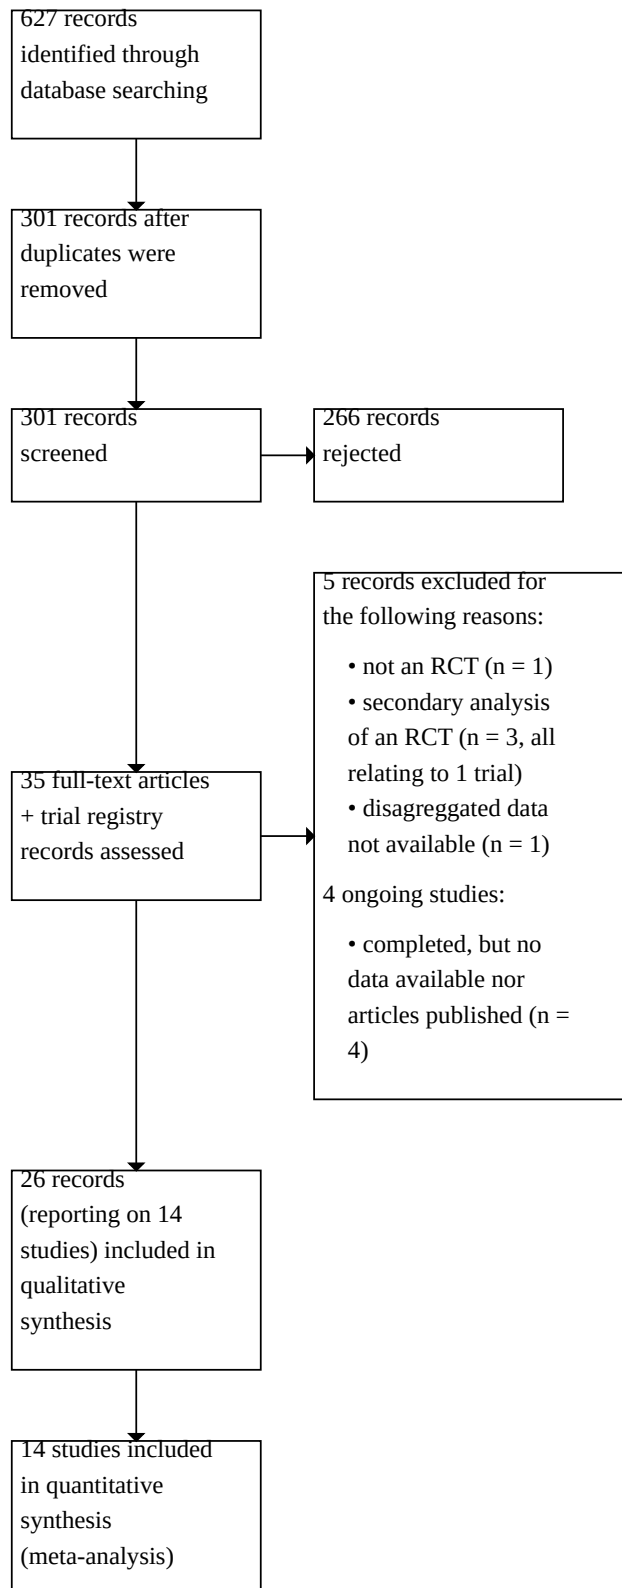 627 records
identified through
database searching
301 records after
duplicates were
removed
301 records
screened
266 records
rejected
5 records excluded for
the following reasons:
• not an RCT (n = 1)
• secondary analysis
of an RCT (n = 3, all
relating to 1 trial)
• disagreggated data
not available (n = 1)
4 ongoing studies:
• completed, but no
data available nor
articles published (n =
4)
35 full-text articles
+ trial registry
records assessed
26 records
(reporting on 14
studies) included in
qualitative
synthesis
14 studies included
in quantitative
synthesis
(meta-analysis)